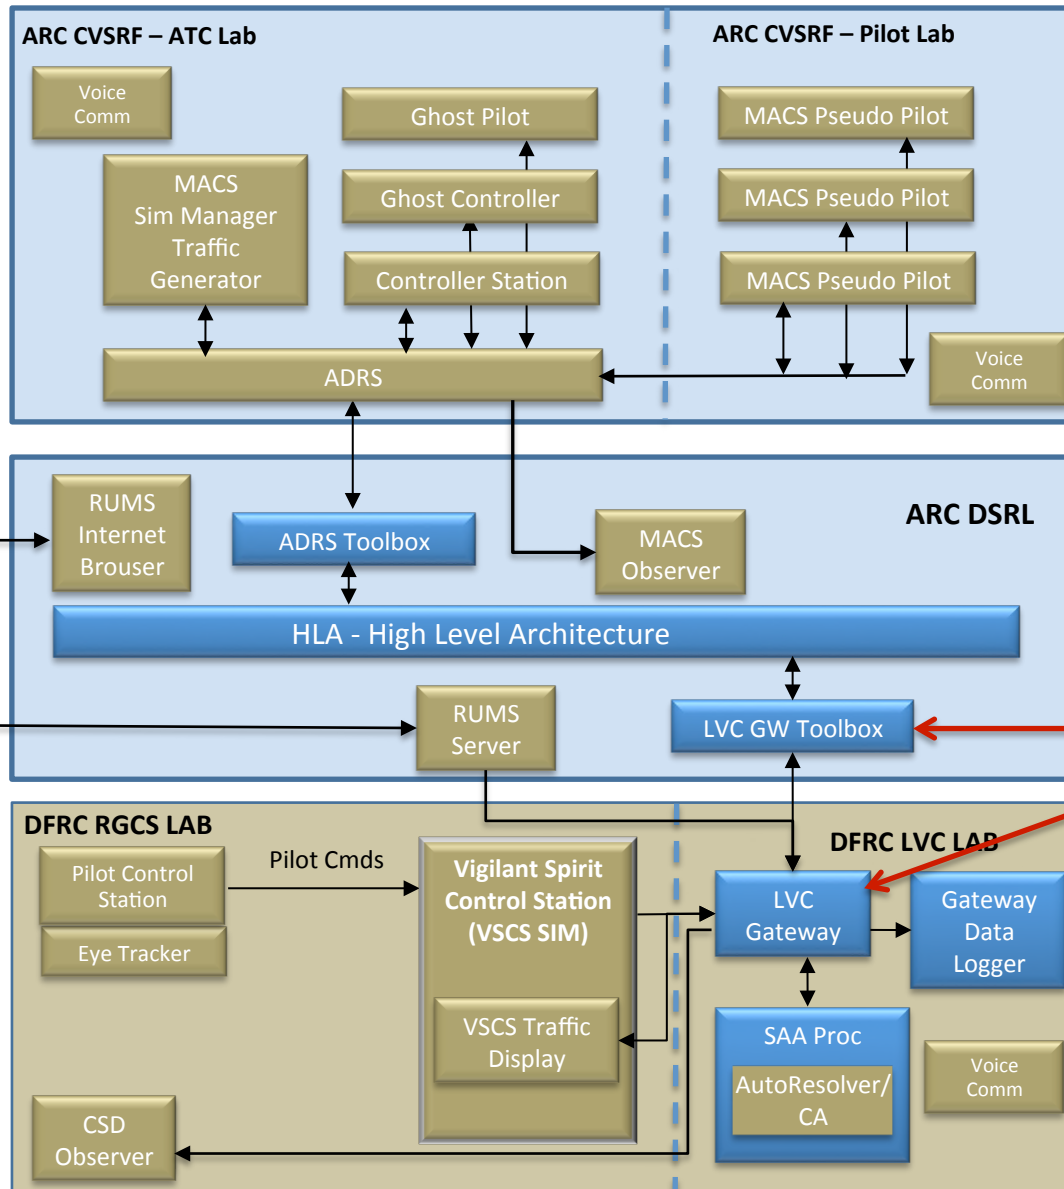 ARC CVSRF – ATC Lab
Voice
Comm
MACS
Sim Manager
Traffic
Generator
Ghost Pilot
Ghost Controller
Controller Station
ADRS
ARC CVSRF – Pilot Lab
MACS Pseudo Pilot
MACS Pseudo Pilot
MACS Pseudo Pilot
Voice
Comm
ARC DSRL
RUMS
Internet
Brouser
ADRS Toolbox
MACS
Observer
HLA - High Level Architecture
RUMS
Server
LVC GW Toolbox
DFRC RGCS LAB
Pilot Control
Station
Eye Tracker
Pilot Cmds
Vigilant Spirit
Control Station
(VSCS SIM)
VSCS Traffic
Display
CSD
Observer
DFRC LVC LAB
LVC
Gateway
Gateway
Data
Logger
SAA Proc
AutoResolver/
CA
Voice
Comm